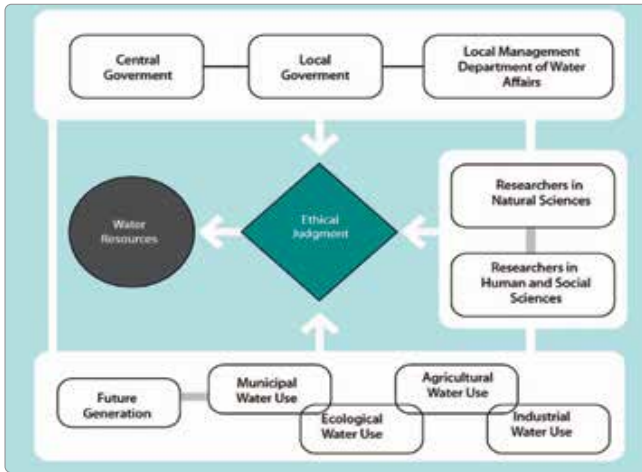 Central
Goverment
Local
Goverment
Local Management
Department of Water
Affairs
Water
Resources
Ethical
Judgment
Researchers in
Natural Sciences
Researchers in
Human and Social
Sciences
Future
Generation
Municipal
Water Use
Ecological
Water Use
Agricultural
Water Use
Industrial
Water Use